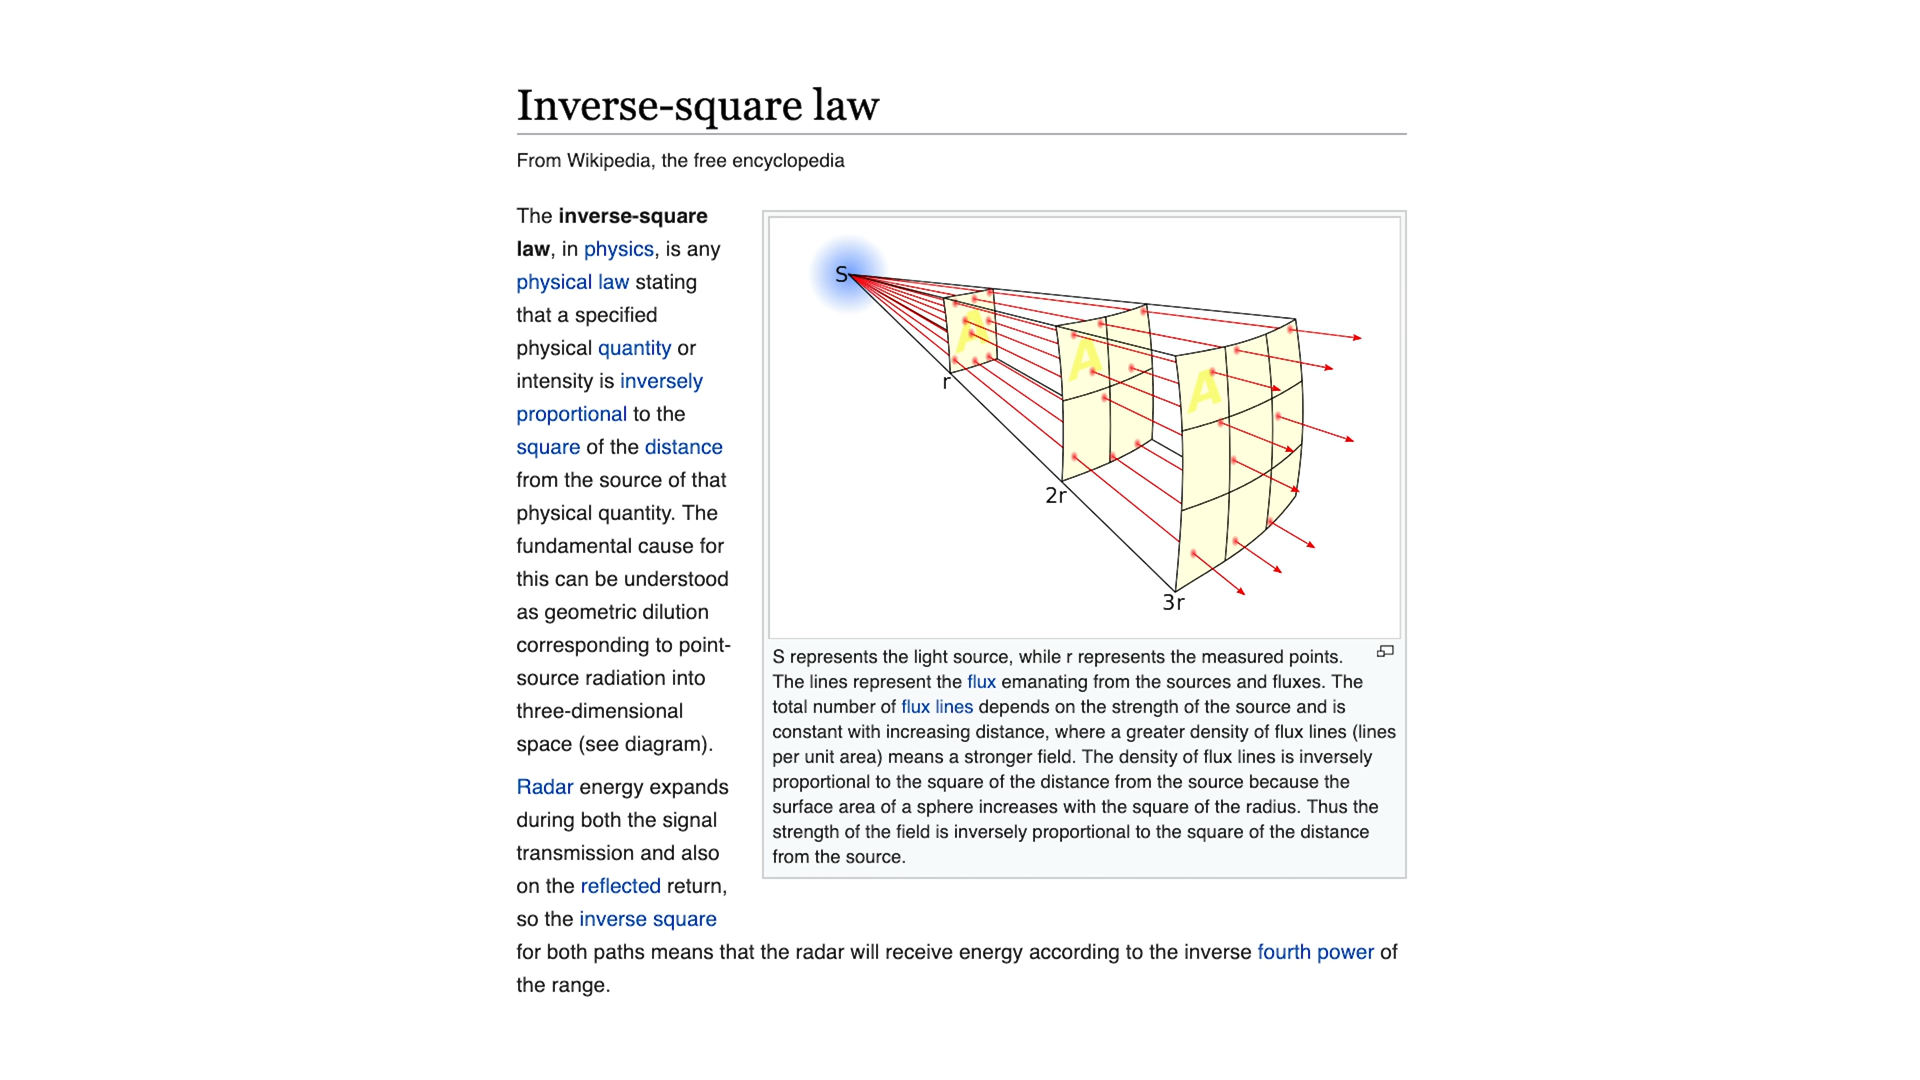 Inverse-square law
From Wikipedia, the free encyclopedia
The inverse-square
law, in physics, is any
physical law stating
that a specified
physical quantity or
intensity is inversely
proportional to the
square of the distance
from the source of that
physical quantity. The
fundamental cause for
this can be understood
as geometric dilution
corresponding to point-
source radiation into
three-dimensional
space (see diagram).
S
A
A
A
r
2r
3r
S represents the light source, while r represents the measured points.
The lines represent the flux emanating from the sources and fluxes. The
total number of flux lines depends on the strength of the source and is
constant with increasing distance, where a greater density of flux lines (lines
per unit area) means a stronger field. The density of flux lines is inversely
proportional to the square of the distance from the source because the
surface area of a sphere increases with the square of the radius. Thus the
strength of the field is inversely proportional to the square of the distance
from the source.
Radar energy expands
during both the signal
transmission and also
on the reflected return,
so the inverse square
for both paths means that the radar will receive energy according to the inverse fourth power of
the range.